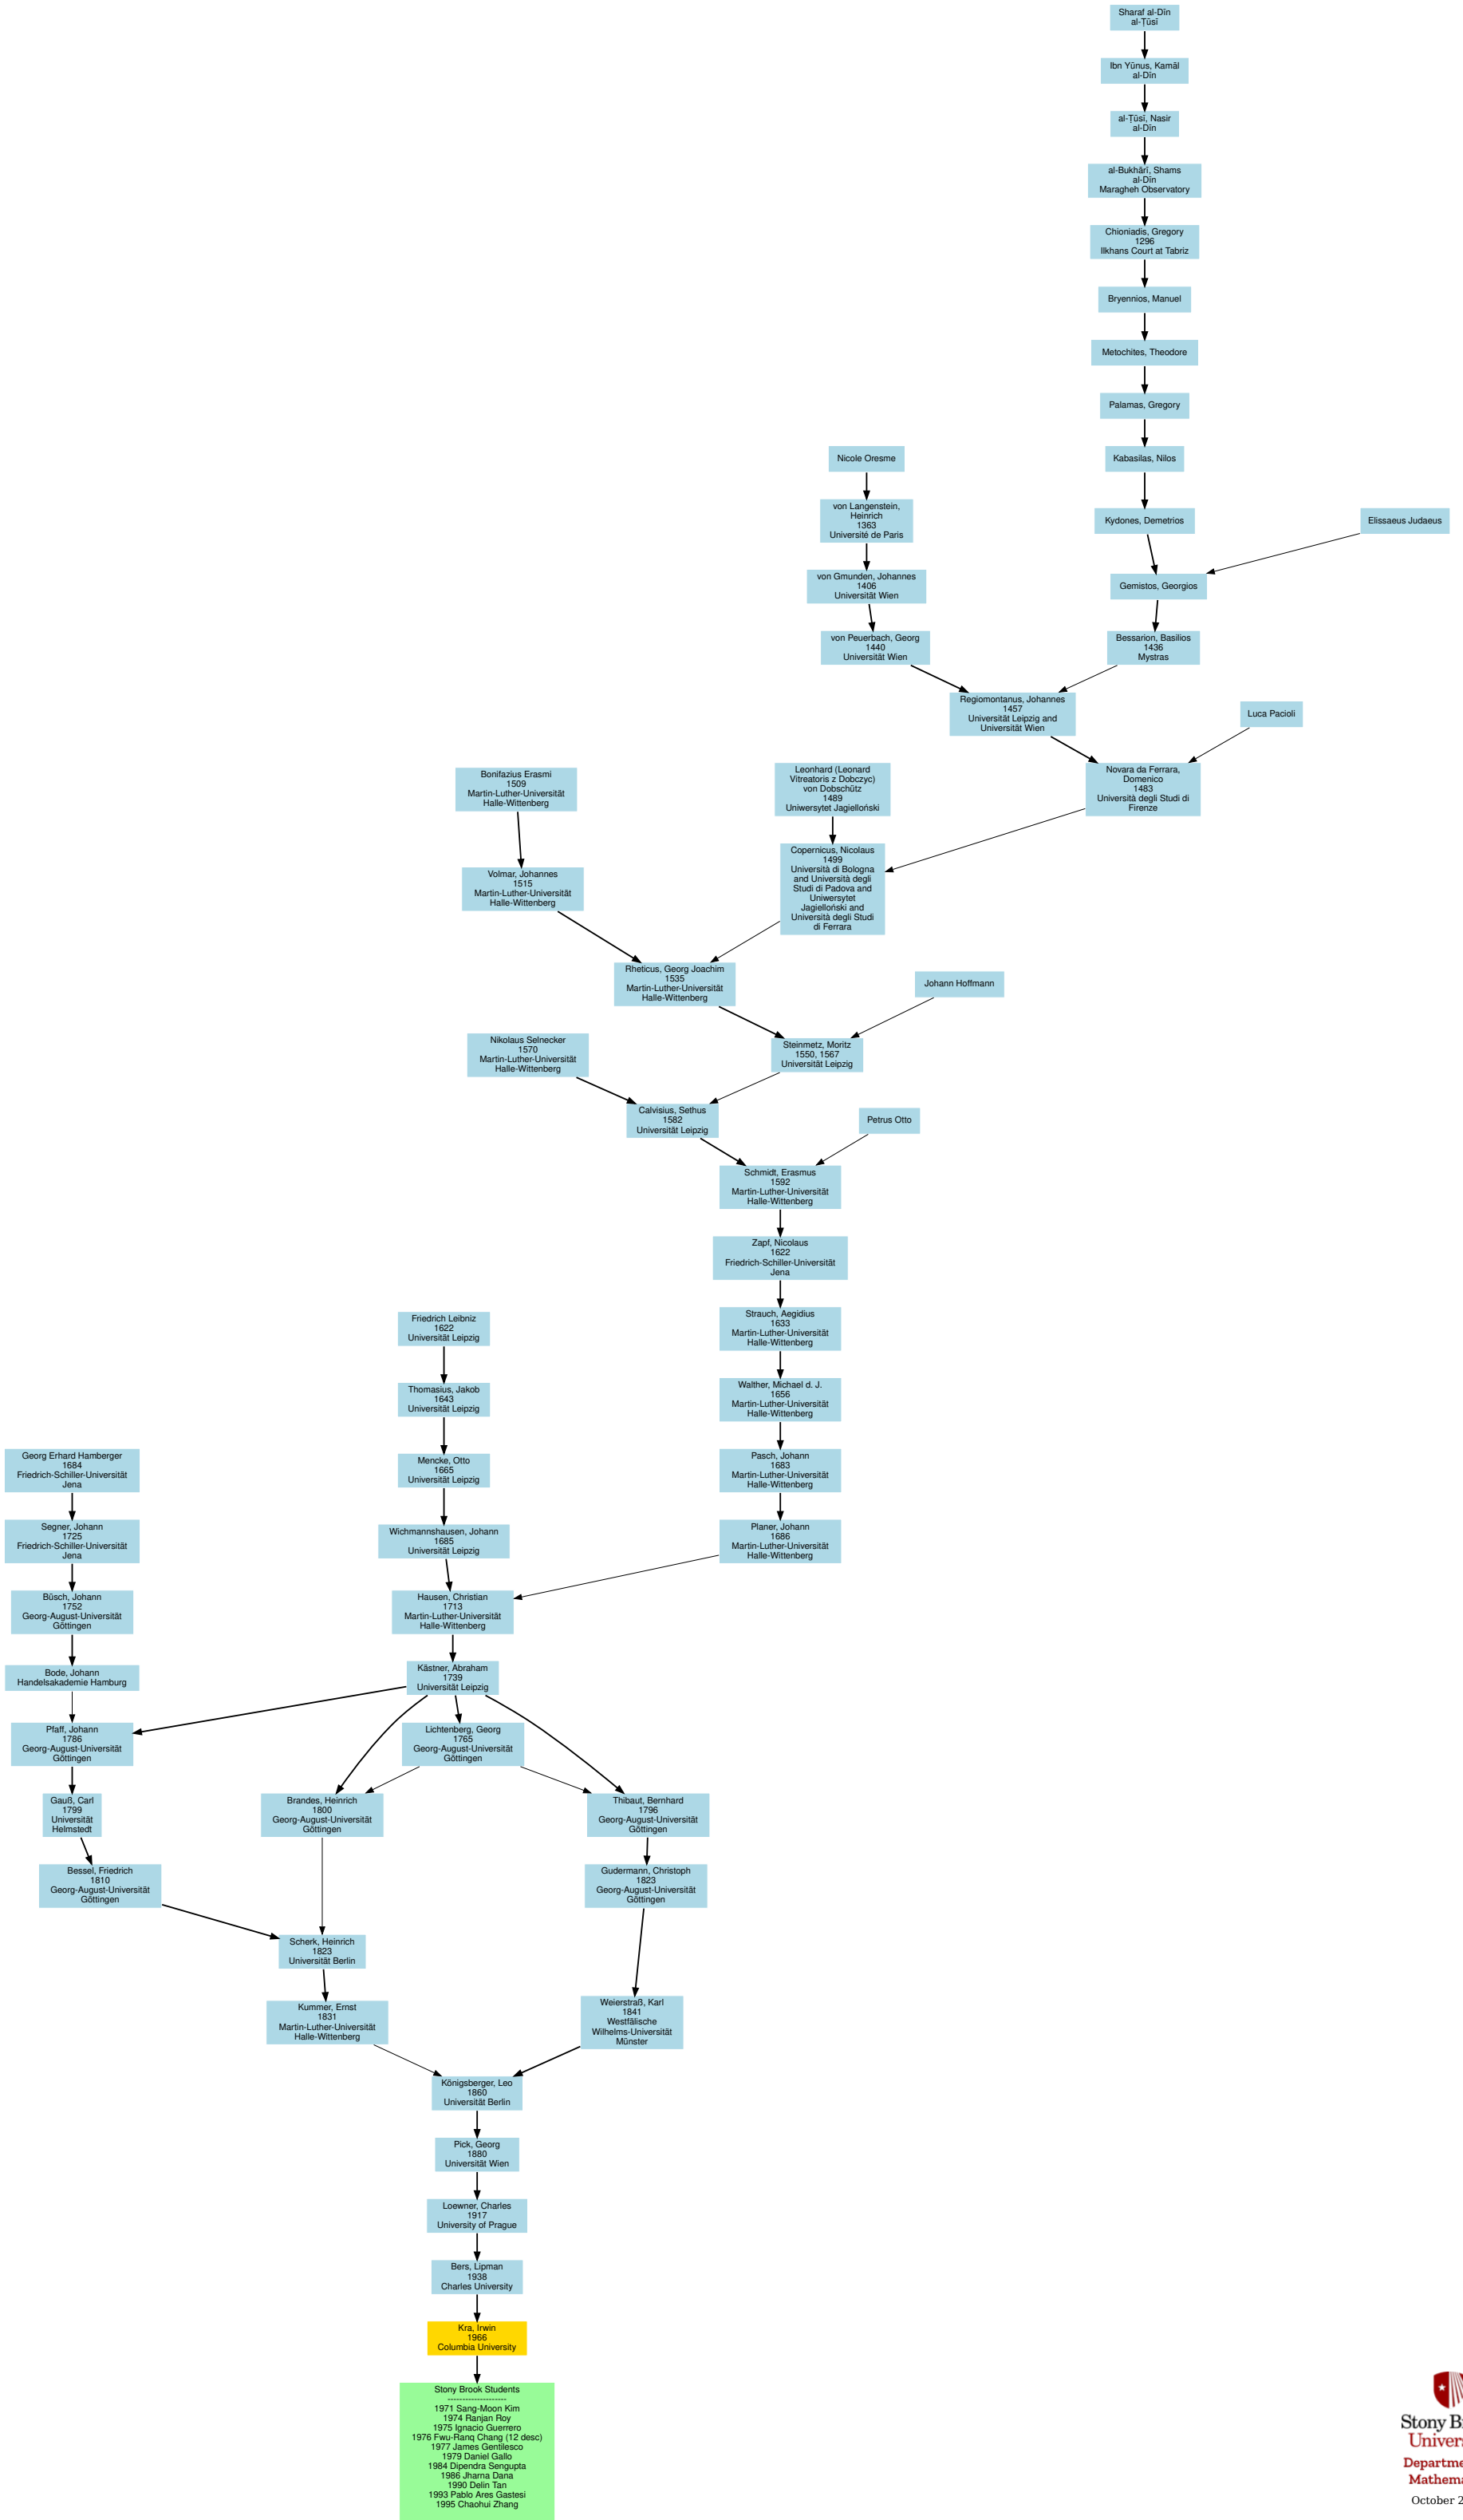 Sharaf al-Dīn
al-Ṭūsī
Ibn Yūnus, Kamāl
al-Dīn
al-Ṭūsī, Nasir
al-Dīn
al-Bukhārī, Shams
al-Dīn
Maragheh Observatory
Chioniadis, Gregory
1296
Ilkhans Court at Tabriz
Bryennios, Manuel
Metochites, Theodore
Palamas, Gregory
Nicole Oresme
Kabasilas, Nilos
von Langenstein,
Heinrich
1363
Université de Paris
Kydones, Demetrios
Elissaeus Judaeus
von Gmunden, Johannes
1406
Universität Wien
Gemistos, Georgios
von Peuerbach, Georg
1440
Universität Wien
Bessarion, Basilios
1436
Mystras
Regiomontanus, Johannes
1457
Universität Leipzig and
Universität Wien
Luca Pacioli
Bonifazius Erasmi
1509
Martin-Luther-Universität
Halle-Wittenberg
Leonhard (Leonard
Vitreatoris z Dobczyc)
von Dobschütz
1489
Uniwersytet Jagielloński
Novara da Ferrara,
Domenico
1483
Università degli Studi di
Firenze
Volmar, Johannes
1515
Martin-Luther-Universität
Halle-Wittenberg
Copernicus, Nicolaus
1499
Università di Bologna
and Università degli
Studi di Padova and
Uniwersytet
Jagielloński and
Università degli Studi
di Ferrara
Rheticus, Georg Joachim
1535
Martin-Luther-Universität
Halle-Wittenberg
Johann Hoffmann
Nikolaus Selnecker
1570
Martin-Luther-Universität
Halle-Wittenberg
Steinmetz, Moritz
1550, 1567
Universität Leipzig
Calvisius, Sethus
1582
Universität Leipzig
Petrus Otto
Schmidt, Erasmus
1592
Martin-Luther-Universität
Halle-Wittenberg
Zapf, Nicolaus
1622
Friedrich-Schiller-Universität
Jena
Friedrich Leibniz
1622
Universität Leipzig
Strauch, Aegidius
1633
Martin-Luther-Universität
Halle-Wittenberg
Thomasius, Jakob
1643
Universität Leipzig
Walther, Michael d. J.
1656
Martin-Luther-Universität
Halle-Wittenberg
Georg Erhard Hamberger
1684
Friedrich-Schiller-Universität
Jena
Mencke, Otto
1665
Universität Leipzig
Pasch, Johann
1683
Martin-Luther-Universität
Halle-Wittenberg
Segner, Johann
1725
Friedrich-Schiller-Universität
Jena
Wichmannshausen, Johann
1685
Universität Leipzig
Planer, Johann
1686
Martin-Luther-Universität
Halle-Wittenberg
Büsch, Johann
1752
Georg-August-Universität
Göttingen
Hausen, Christian
1713
Martin-Luther-Universität
Halle-Wittenberg
Bode, Johann
Handelsakademie Hamburg
Kästner, Abraham
1739
Universität Leipzig
Pfaff, Johann
1786
Georg-August-Universität
Göttingen
Lichtenberg, Georg
1765
Georg-August-Universität
Göttingen
Gauß, Carl
1799
Universität
Helmstedt
Brandes, Heinrich
1800
Georg-August-Universität
Göttingen
Thibaut, Bernhard
1796
Georg-August-Universität
Göttingen
Bessel, Friedrich
1810
Georg-August-Universität
Göttingen
Gudermann, Christoph
1823
Georg-August-Universität
Göttingen
Scherk, Heinrich
1823
Universität Berlin
Kummer, Ernst
1831
Martin-Luther-Universität
Halle-Wittenberg
Weierstraß, Karl
1841
Westfälische
Wilhelms-Universität
Münster
Königsberger, Leo
1860
Universität Berlin
Pick, Georg
1880
Universität Wien
Loewner, Charles
1917
University of Prague
Bers, Lipman
1938
Charles University
Kra, Irwin
1966
Columbia University
Stony Brook Students
--------------------
1971 Sang-Moon Kim
1974 Ranjan Roy
1975 Ignacio Guerrero
1976 Fwu-Ranq Chang (12 desc)
1977 James Gentilesco
1979 Daniel Gallo
1984 Dipendra Sengupta
1986 Jharna Dana
1990 Delin Tan
1993 Pablo Ares Gastesi
1995 Chaohui Zhang
Stony B
Univers
Departme
Mathema
October 2